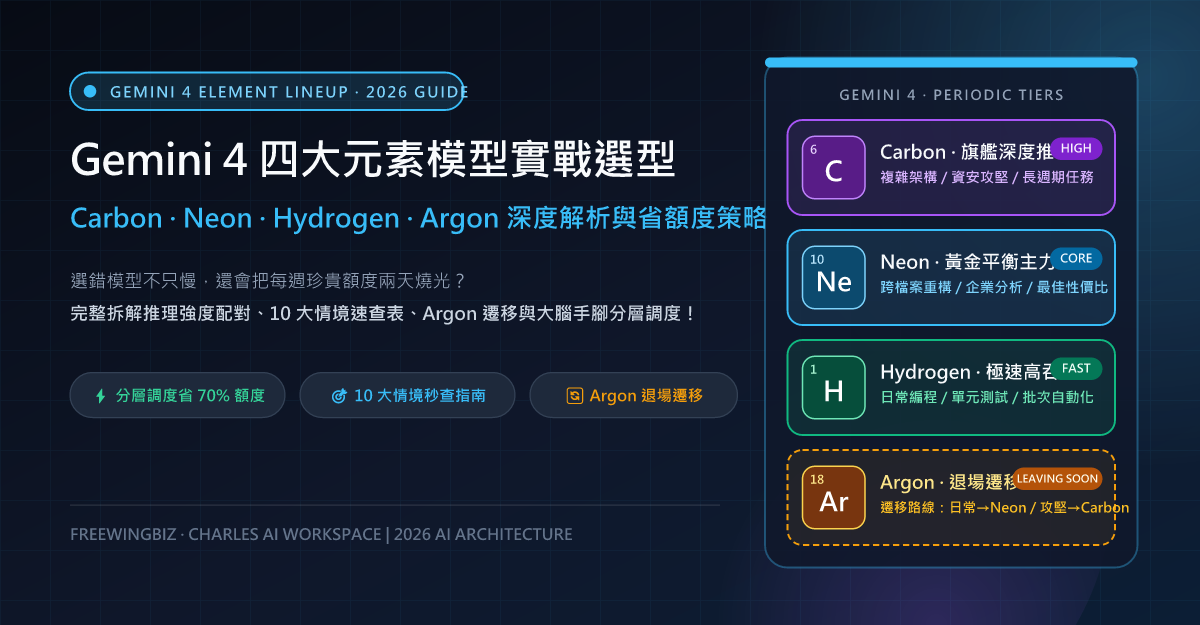 GEMINI 4 ELEMENT LINEUP · 2026 GUIDE
Gemini 4 四大元素模型實戰選型
Carbon · Neon · Hydrogen · Argon 深度解析與省額度策略
選錯模型不只慢，還會把每週珍貴額度兩天燒光？
完整拆解推理強度配對、10 大情境速查表、Argon 遷移與大腦手腳分層調度！
分層調度省 70% 額度
10 大情境秒查指南
Argon 退場遷移
FREEWINGBIZ · CHARLES AI WORKSPACE | 2026 AI ARCHITECTURE
GEMINI 4 · PERIODIC TIERS
6
C
Carbon · 旗艦深度推
HIGH
複雜架構 / 資安攻堅 / 長週期任務
10
Ne
Neon · 黃金平衡主力
CORE
跨檔案重構 / 企業分析 / 最佳性價比
1
H
Hydrogen · 極速高吞
FAST
日常編程 / 單元測試 / 批次自動化
18
Ar
Argon · 退場遷移
LEAVING SOON
遷移路線：日常→Neon / 攻堅→Carbon